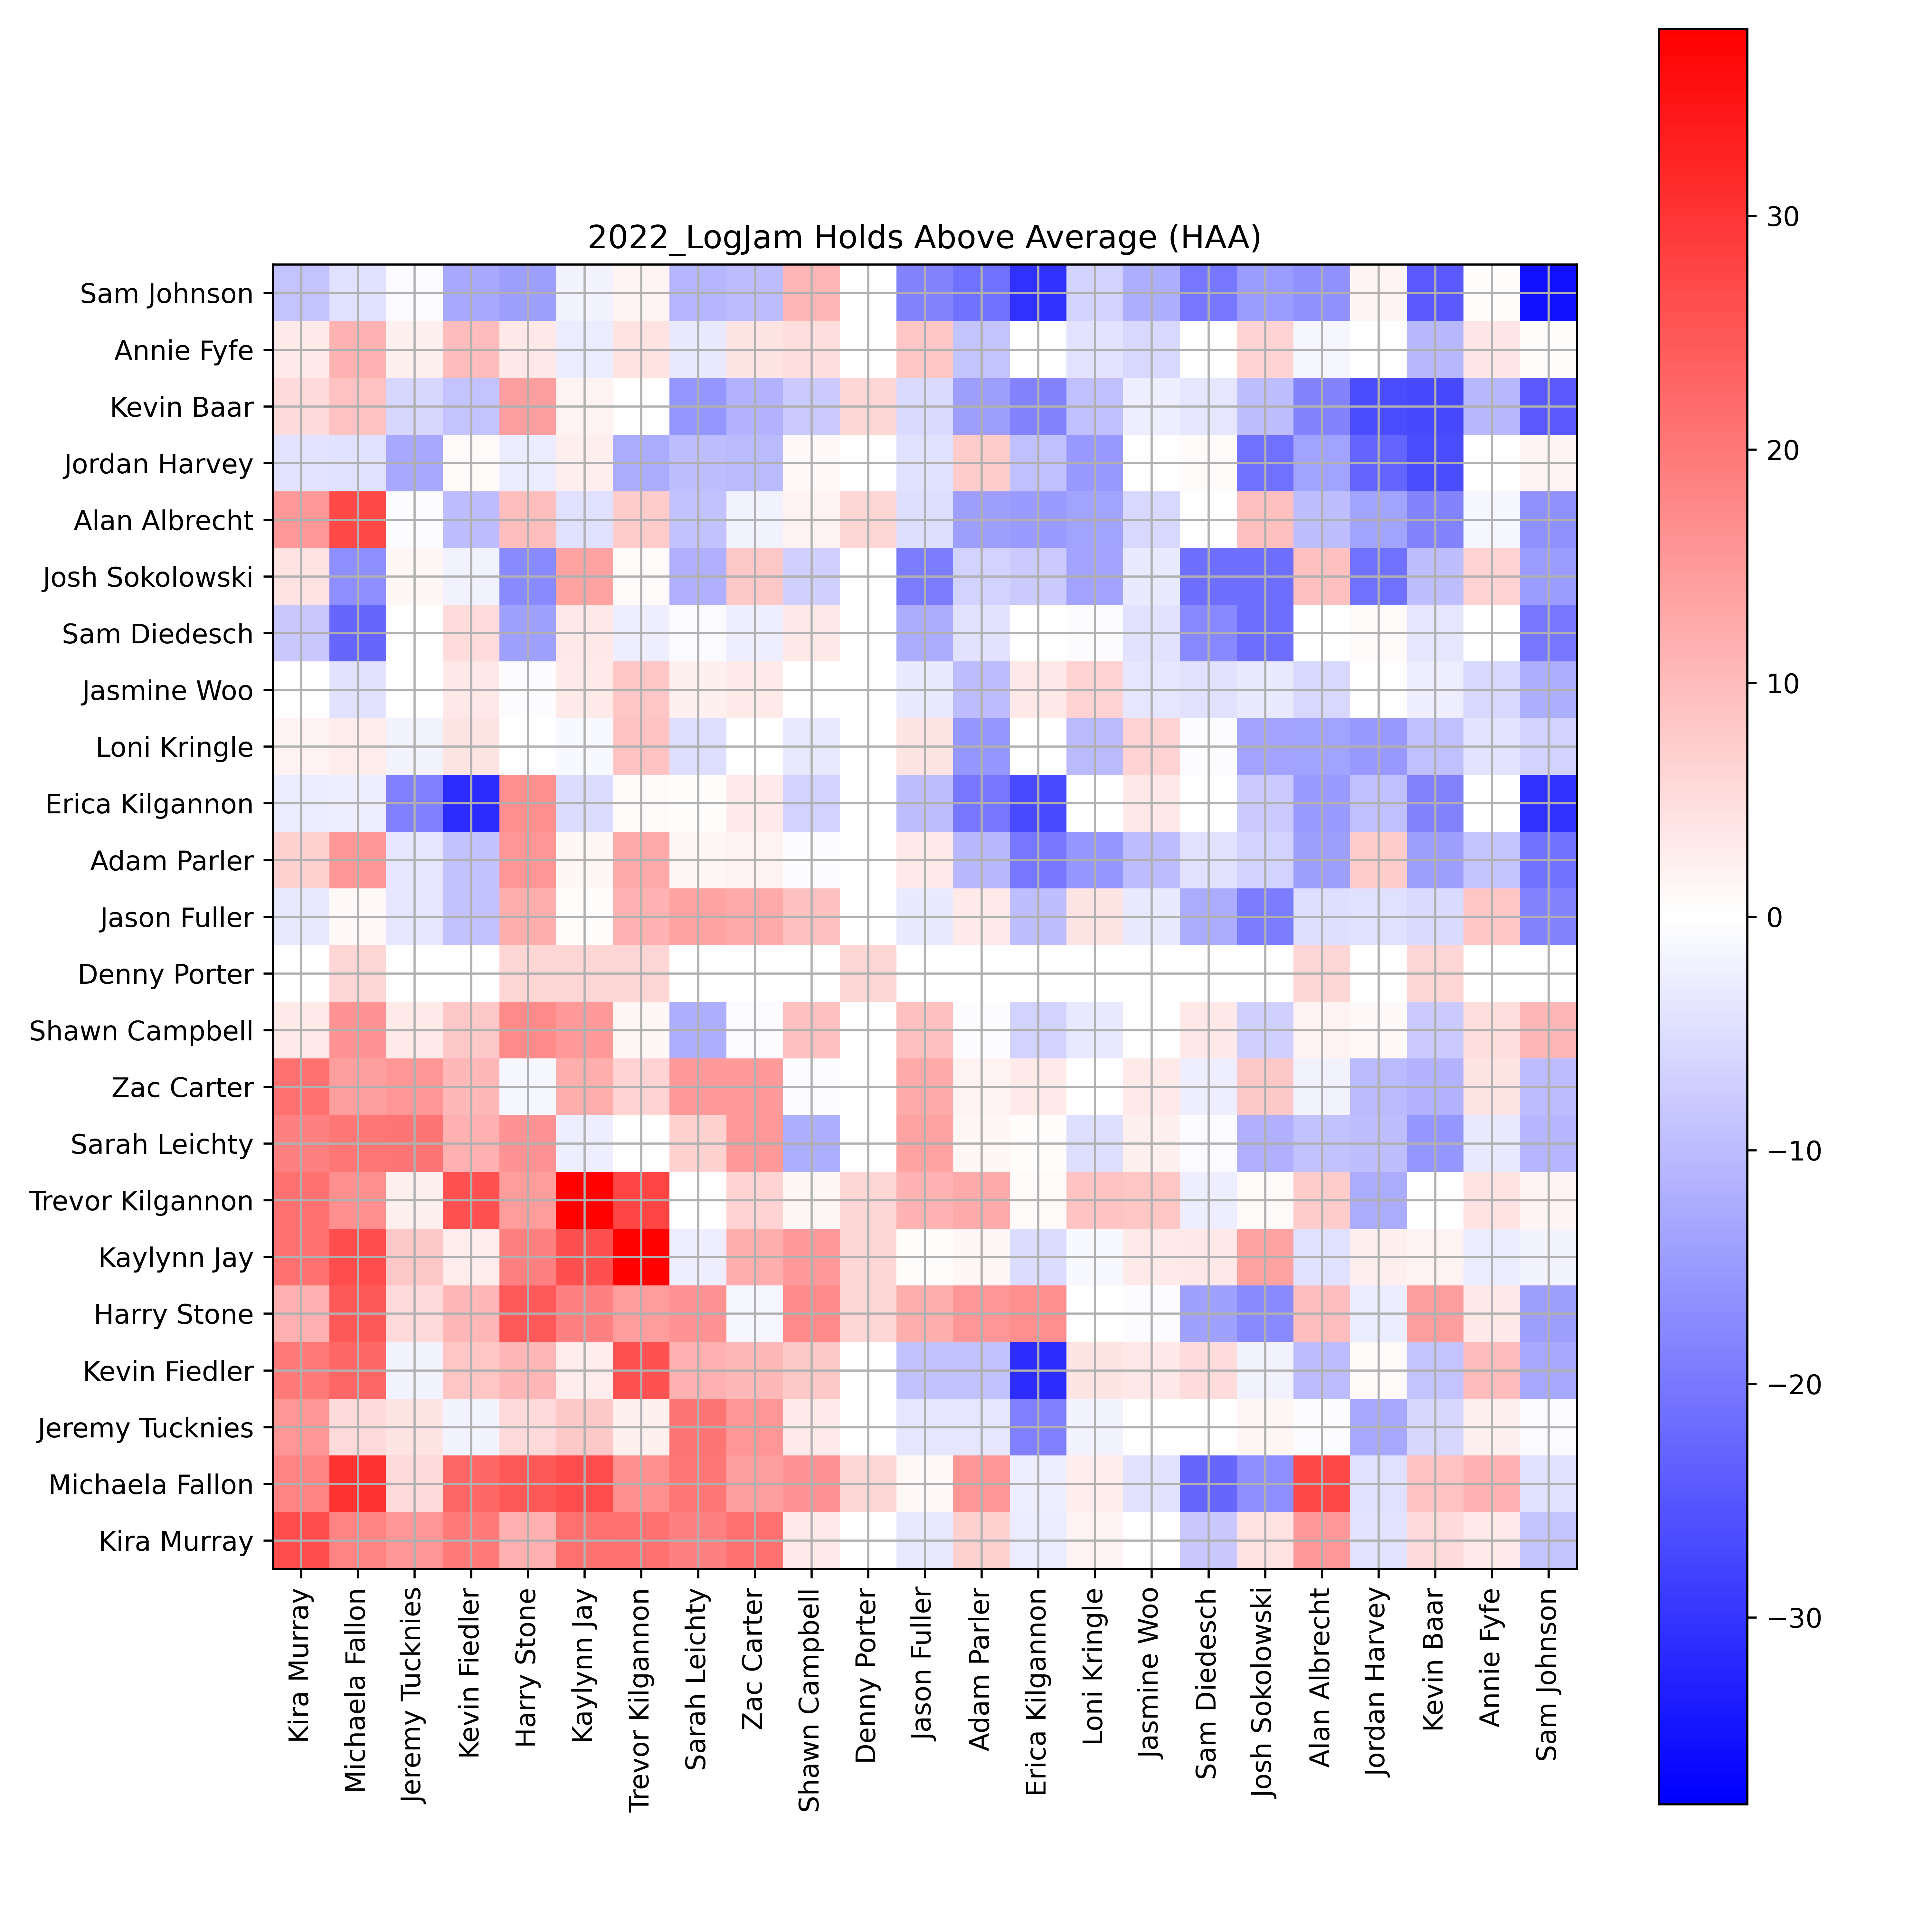 2022_LogJam Holds Above Average (HAA)
Sam Johnson
Annie Fyfe
Kevin Baar
Jordan Harvey
Alan Albrecht
Josh Sokolowski
Sam Diedesch
Jasmine Woo
Loni Kringle
Erica Kilgannon
Adam Parler
Jason Fuller
Denny Porter
Shawn Campbell
Zac Carter
Sarah Leichty
Trevor Kilgannon
Kaylynn Jay
Harry Stone
Kevin Fiedler
Jeremy Tucknies
Michaela Fallon
Kira Murray
Kira Murray
Michaela Fallon
Jeremy Tucknies
Kevin Fiedler
Harry Stone
Kaylynn Jay
Trevor Kilgannon
Sarah Leichty
Zac Carter
Shawn Campbell
Denny Porter
Jason Fuller
Adam Parler
Erica Kilgannon
Loni Kringle
Jasmine Woo
Sam Diedesch
Josh Sokolowski
Alan Albrecht
Jordan Harvey
Kevin Baar
Annie Fyfe
Sam Johnson
30
20
10
0
−10
−20
−30